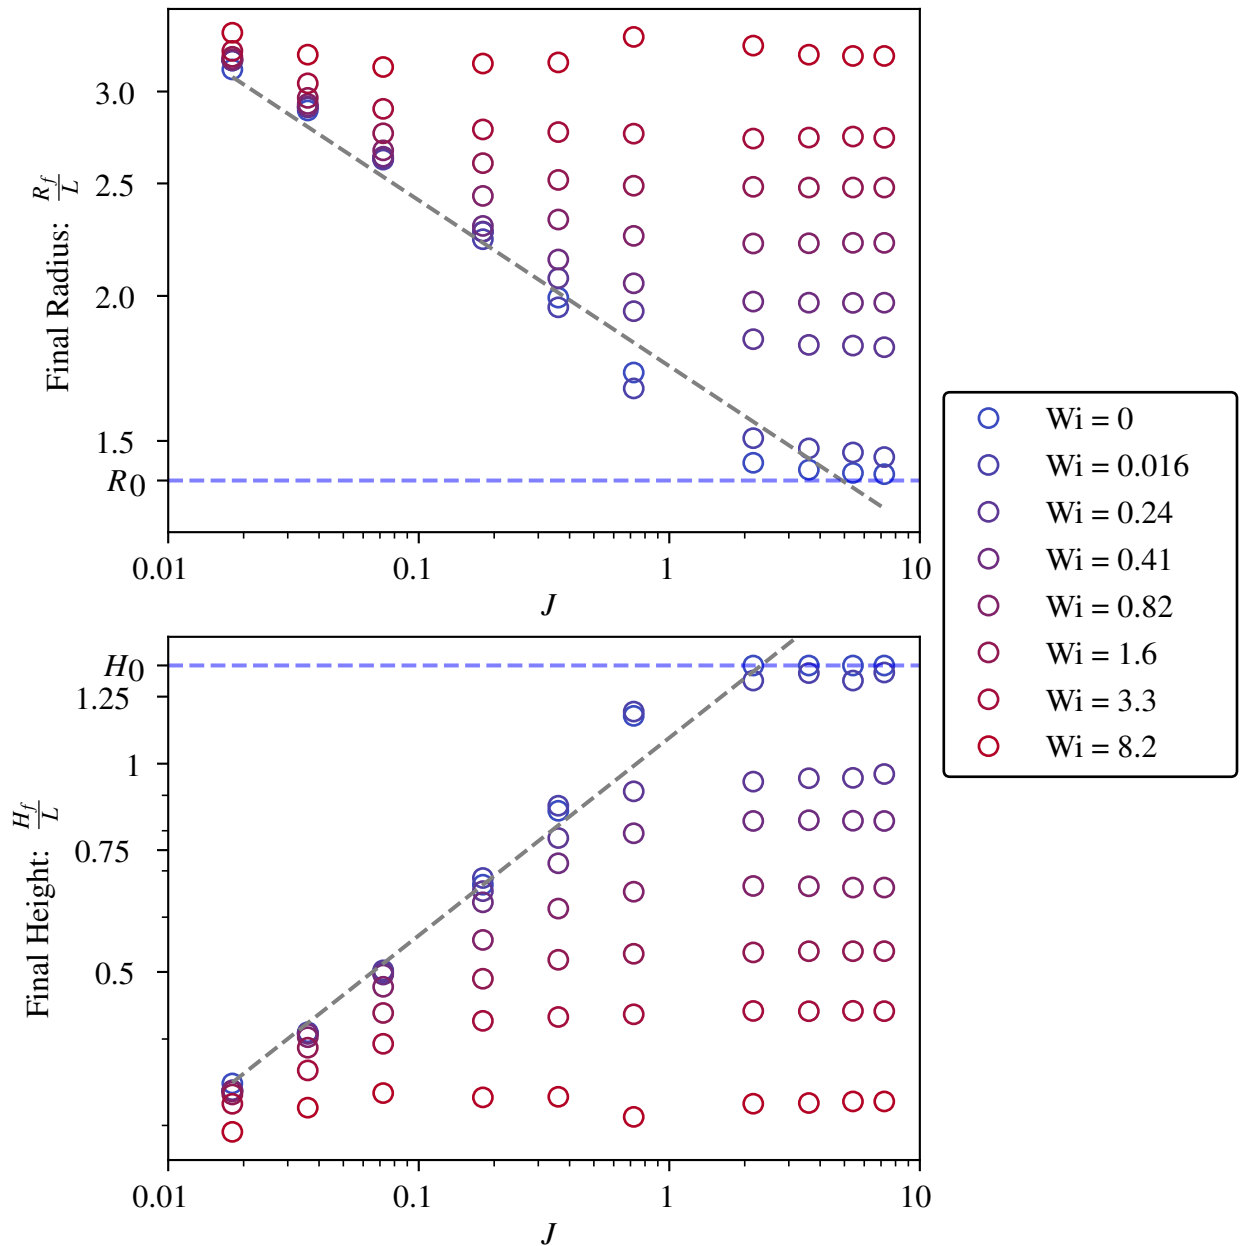 3.0
2.5
2.0
1.5
R0
Final Radius: R_f/L
0.01 0.1 1 10
J
H0
1.25
1
0.75
0.5
Final Height: H_f/L
0.01 0.1 1 10
J
Wi = 0
Wi = 0.016
Wi = 0.24
Wi = 0.41
Wi = 0.82
Wi = 1.6
Wi = 3.3
Wi = 8.2